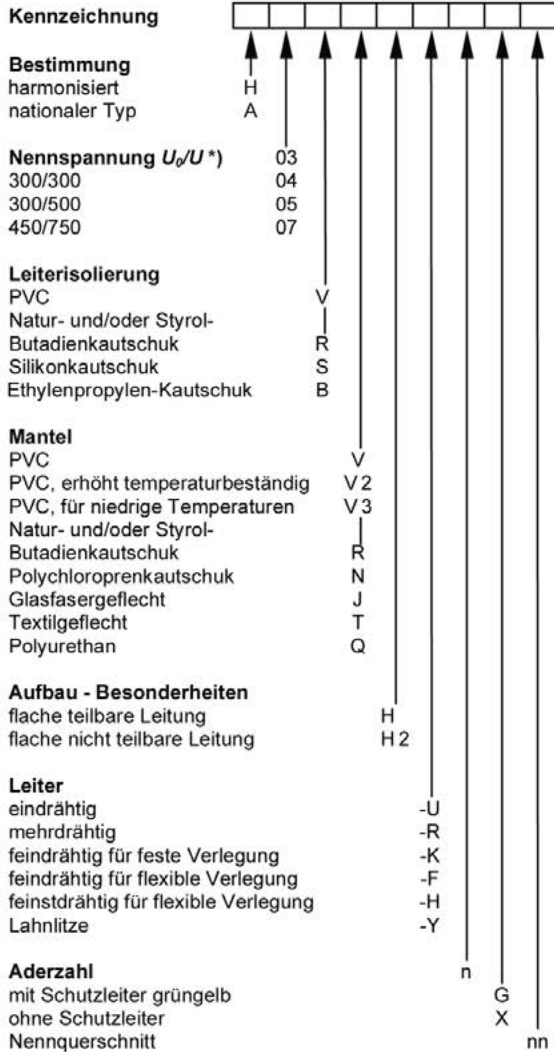 Kennzeichnung
Bestimmung
harmonisiert H
nationaler Typ A
Nennspannung U₀/U *) 03
300/300 04
300/500 05
450/750 07
Leiterisolierung
PVC V
Natur- und/oder Styrol-
Butadienkautschuk R
Silikonkautschuk S
Ethylenpropylen-Kautschuk B
Mantel
PVC V
PVC, erhöht temperaturbeständig V 2
PVC, für niedrige Temperaturen V 3
Natur- und/oder Styrol-
Butadienkautschuk R
Polychloroprenkautschuk N
Glasfasergeflecht J
Textilgeflecht T
Polyurethan Q
Aufbau - Besonderheiten
flache teilbare Leitung H
flache nicht teilbare Leitung H 2
Leiter
eindrähtig -U
mehrdrähtig -R
feindrähtig für feste Verlegung -K
feindrähtig für flexible Verlegung -F
feinstdrähtig für flexible Verlegung -H
Lahnlitze -Y
Aderzahl n
mit Schutzleiter grüngelb G
ohne Schutzleiter X
Nennquerschnitt nn